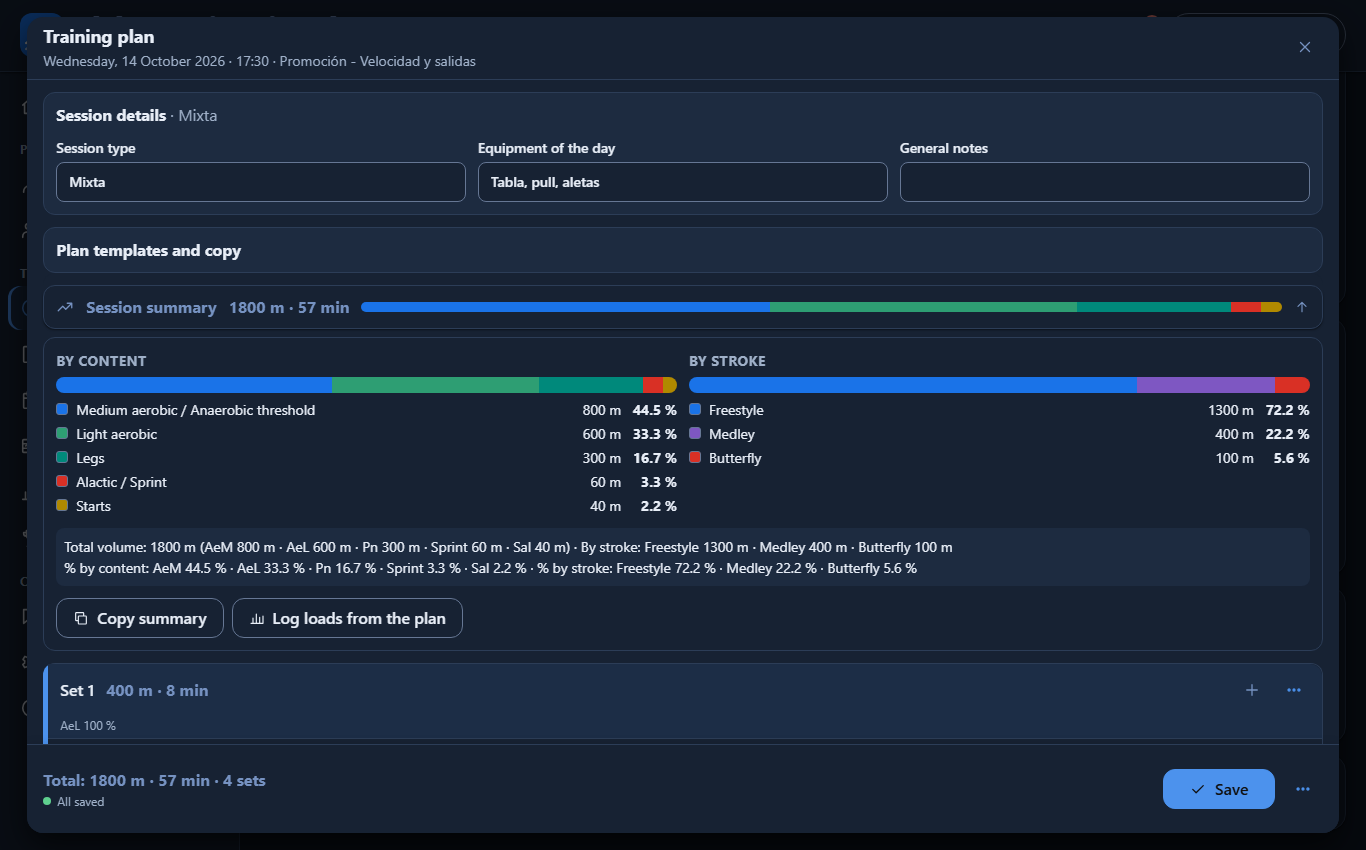 Training plan
Wednesday, 14 October 2026 · 17:30 · Promoción - Velocidad y salidas
Session details · Mixta
Session type
Equipment of the day
General notes
Mixta
Tabla, pull, aletas
Plan templates and copy
Session summary 1800 m · 57 min
BY CONTENT
Medium aerobic / Anaerobic threshold 800 m 44.5 %
Light aerobic 600 m 33.3 %
Legs 300 m 16.7 %
Alactic / Sprint 60 m 3.3 %
Starts 40 m 2.2 %
BY STROKE
Freestyle 1300 m 72.2 %
Medley 400 m 22.2 %
Butterfly 100 m 5.6 %
Total volume: 1800 m (AeM 800 m · AeL 600 m · Pn 300 m · Sprint 60 m · Sal 40 m) · By stroke: Freestyle 1300 m · Medley 400 m · Butterfly 100 m
% by content: AeM 44.5 % · AeL 33.3 % · Pn 16.7 % · Sprint 3.3 % · Sal 2.2 % · % by stroke: Freestyle 72.2 % · Medley 22.2 % · Butterfly 5.6 %
Copy summary
Log loads from the plan
Set 1 400 m · 8 min
AeL 100 %
Total: 1800 m · 57 min · 4 sets
All saved
Save